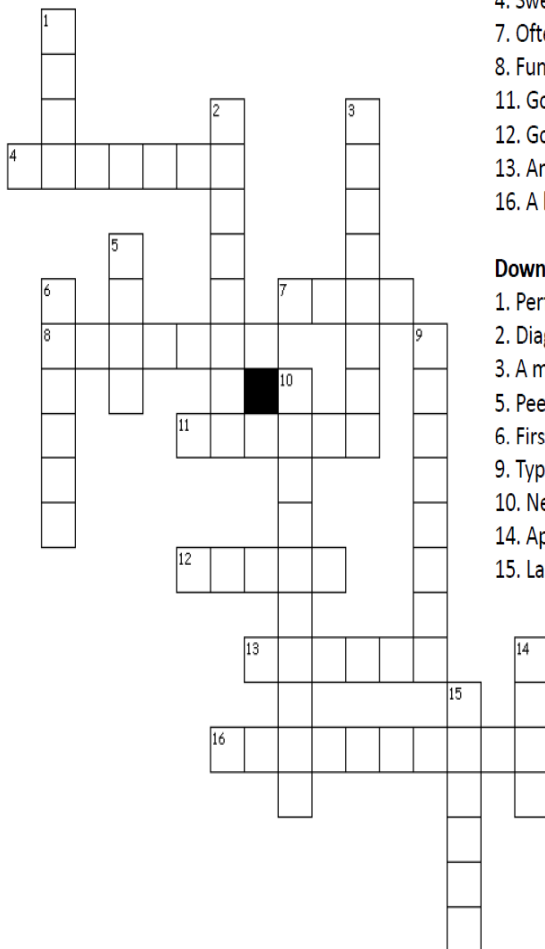 1
2
3
4
5
6
7
8
9
10
11
12
13
14
15
16
4. Swe
7. Ofte
8. Fun
11. Go
12. Go
13. Ar
16. A
Down
1. Per
2. Diag
3. A m
5. Pee
6. Firs
9. Typ
10. Ne
14. Ap
15. La